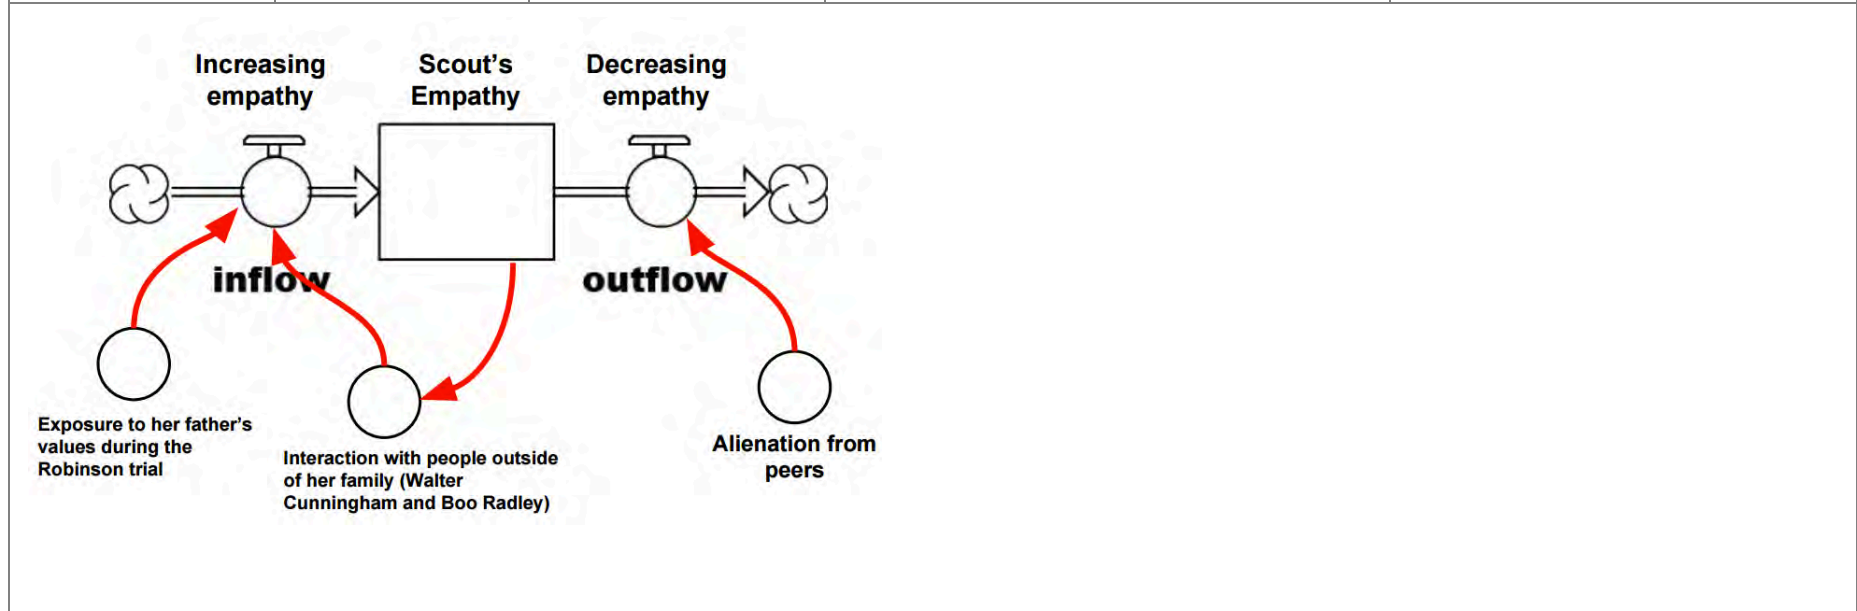 Increasing
empathy
Scout’s
Empathy
Decreasing
empathy
inflow
outflow
Exposure to her father’s
values during the
Robinson trial
Interaction with people outside
of her family (Walter
Cunningham and Boo Radley)
Alienation from
peers